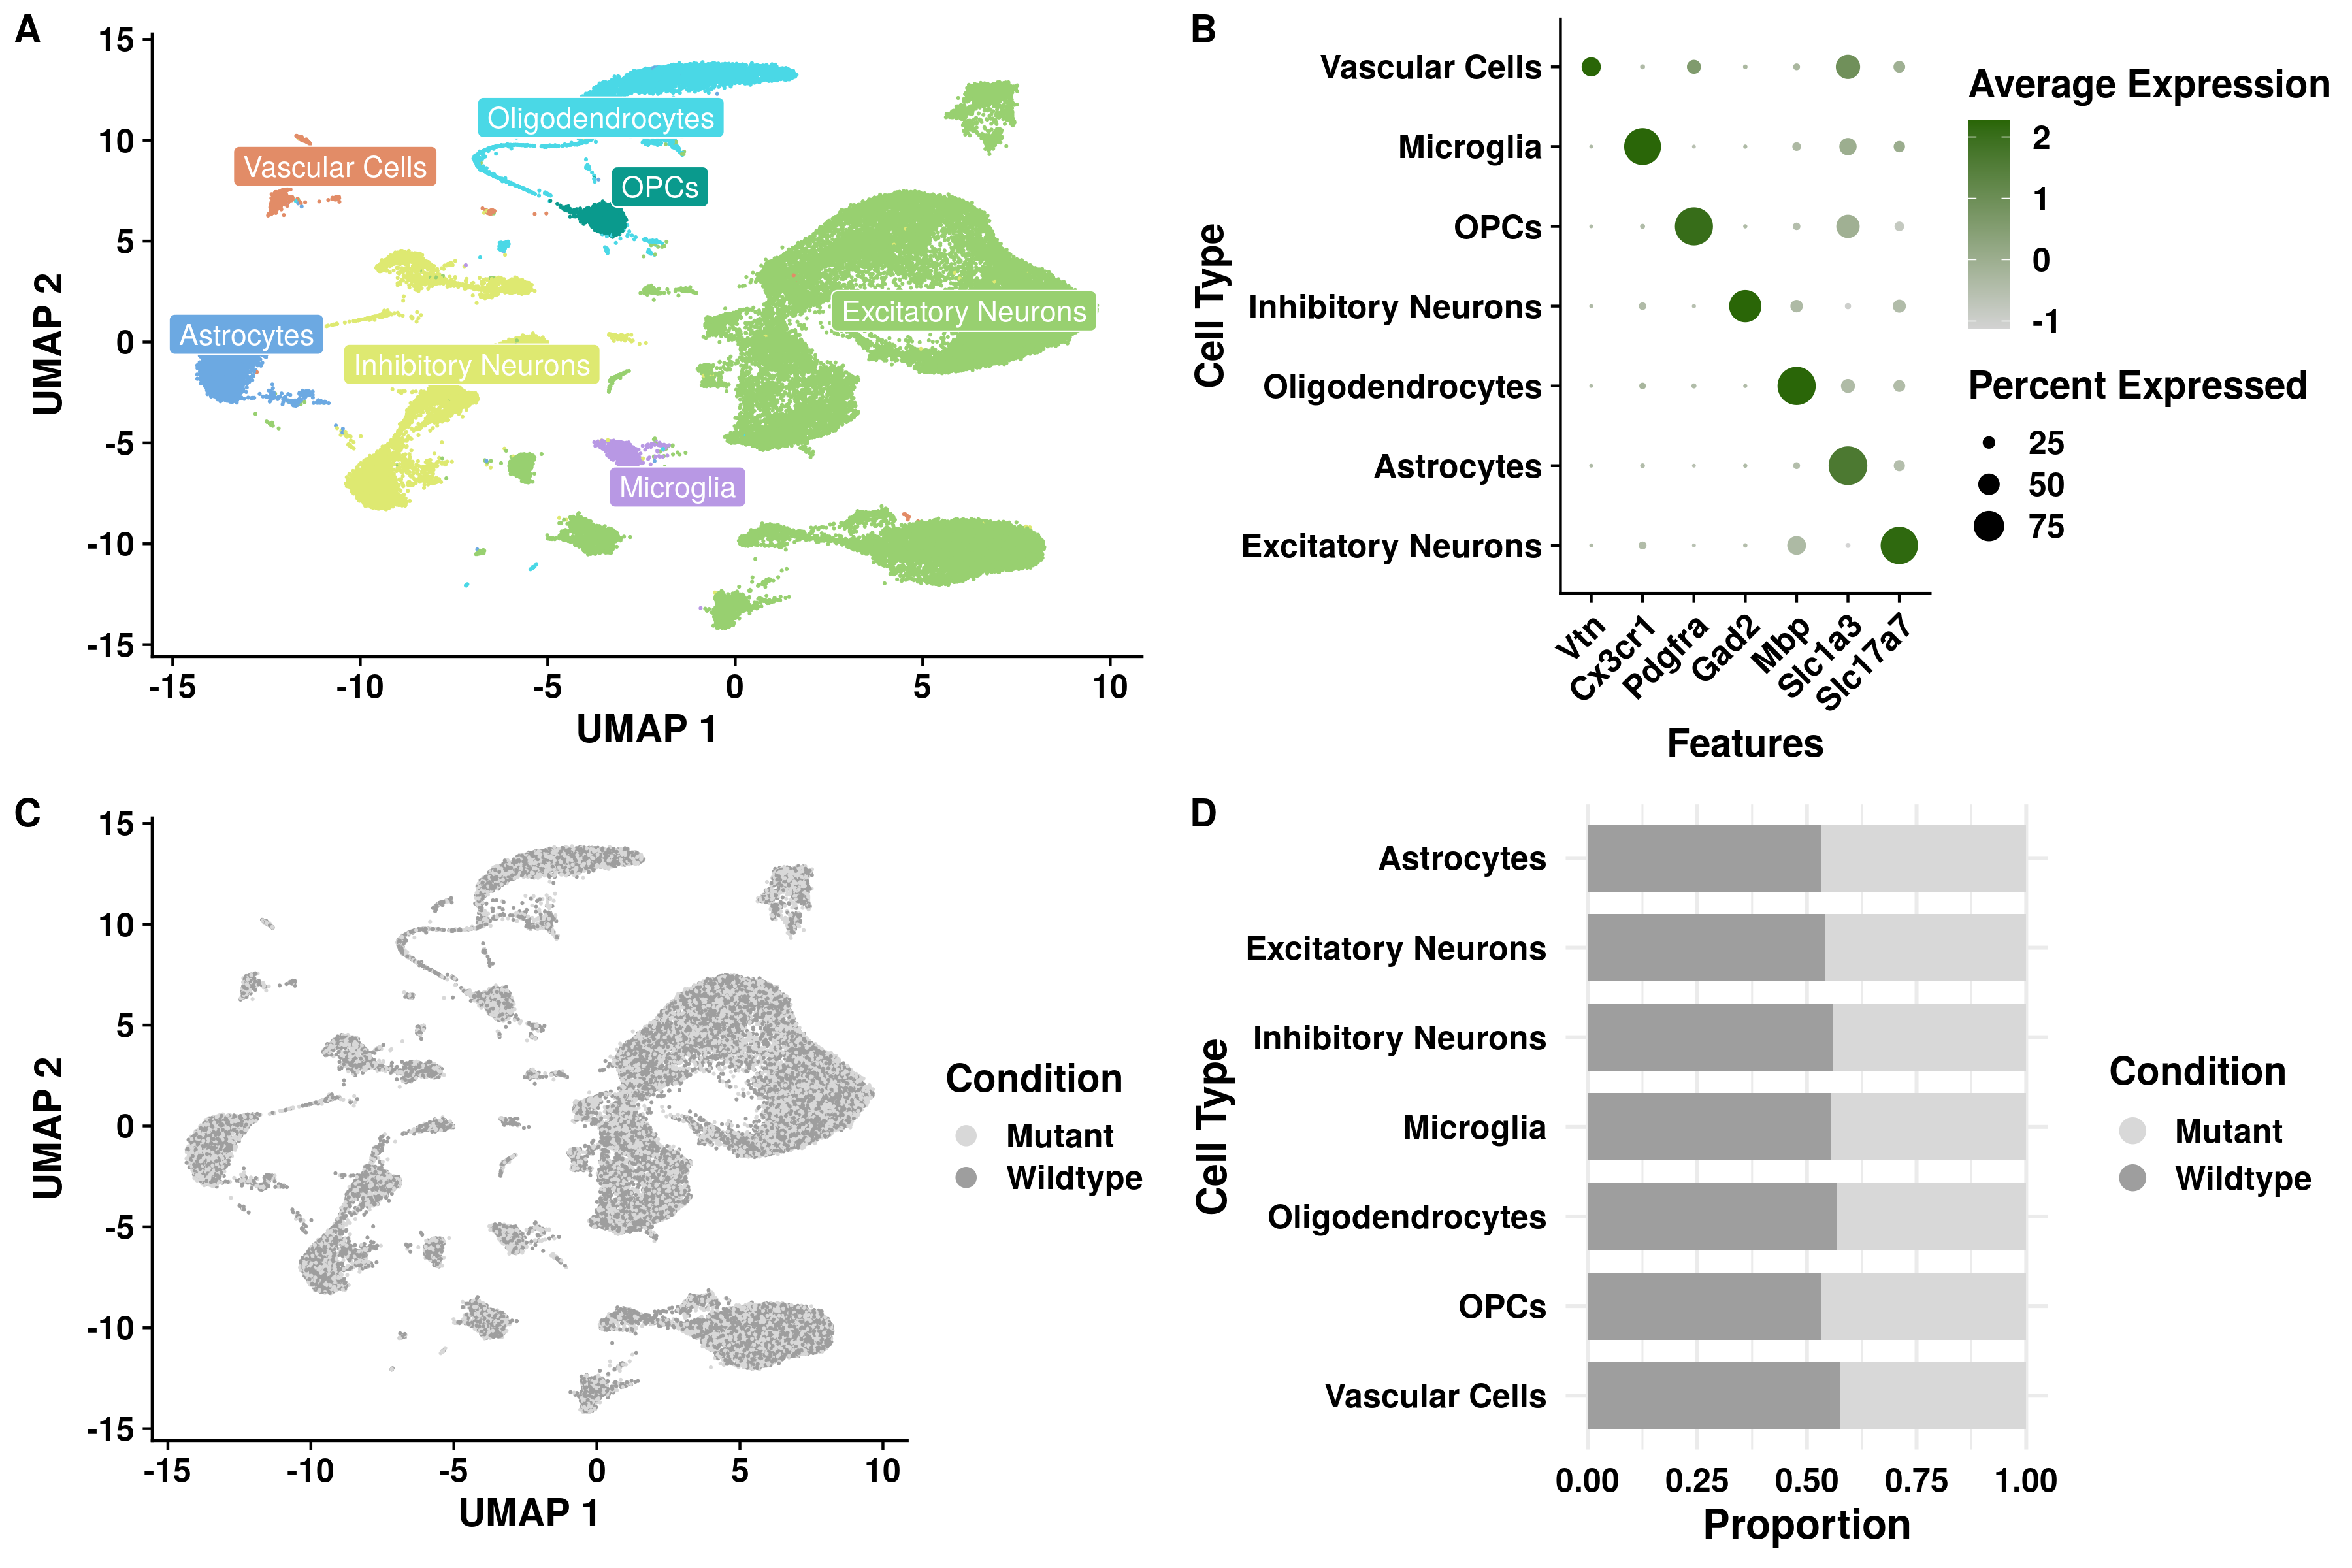 A
15
10
5
0
-5
-10
-15
UMAP 2
Oligodendrocytes
Vascular Cells
OPCs
Excitatory Neurons
Astrocytes
Inhibitory Neurons
Microglia
-15 -10 -5 0 5 10
UMAP 1
B
Cell Type
Vascular Cells
Microglia
OPCs
Inhibitory Neurons
Oligodendrocytes
Astrocytes
Excitatory Neurons
Vtn
Cx3cr1
Pdgfra
Gad2
Mbp
Slc1a3
Slc17a7
Features
Average Expression
2
1
0
-1
Percent Expressed
25
50
75
C
15
10
5
0
-5
-10
-15
UMAP 2
-15 -10 -5 0 5 10
UMAP 1
Condition
Mutant
Wildtype
D
Cell Type
Astrocytes
Excitatory Neurons
Inhibitory Neurons
Microglia
Oligodendrocytes
OPCs
Vascular Cells
0.00 0.25 0.50 0.75 1.00
Proportion
Condition
Mutant
Wildtype